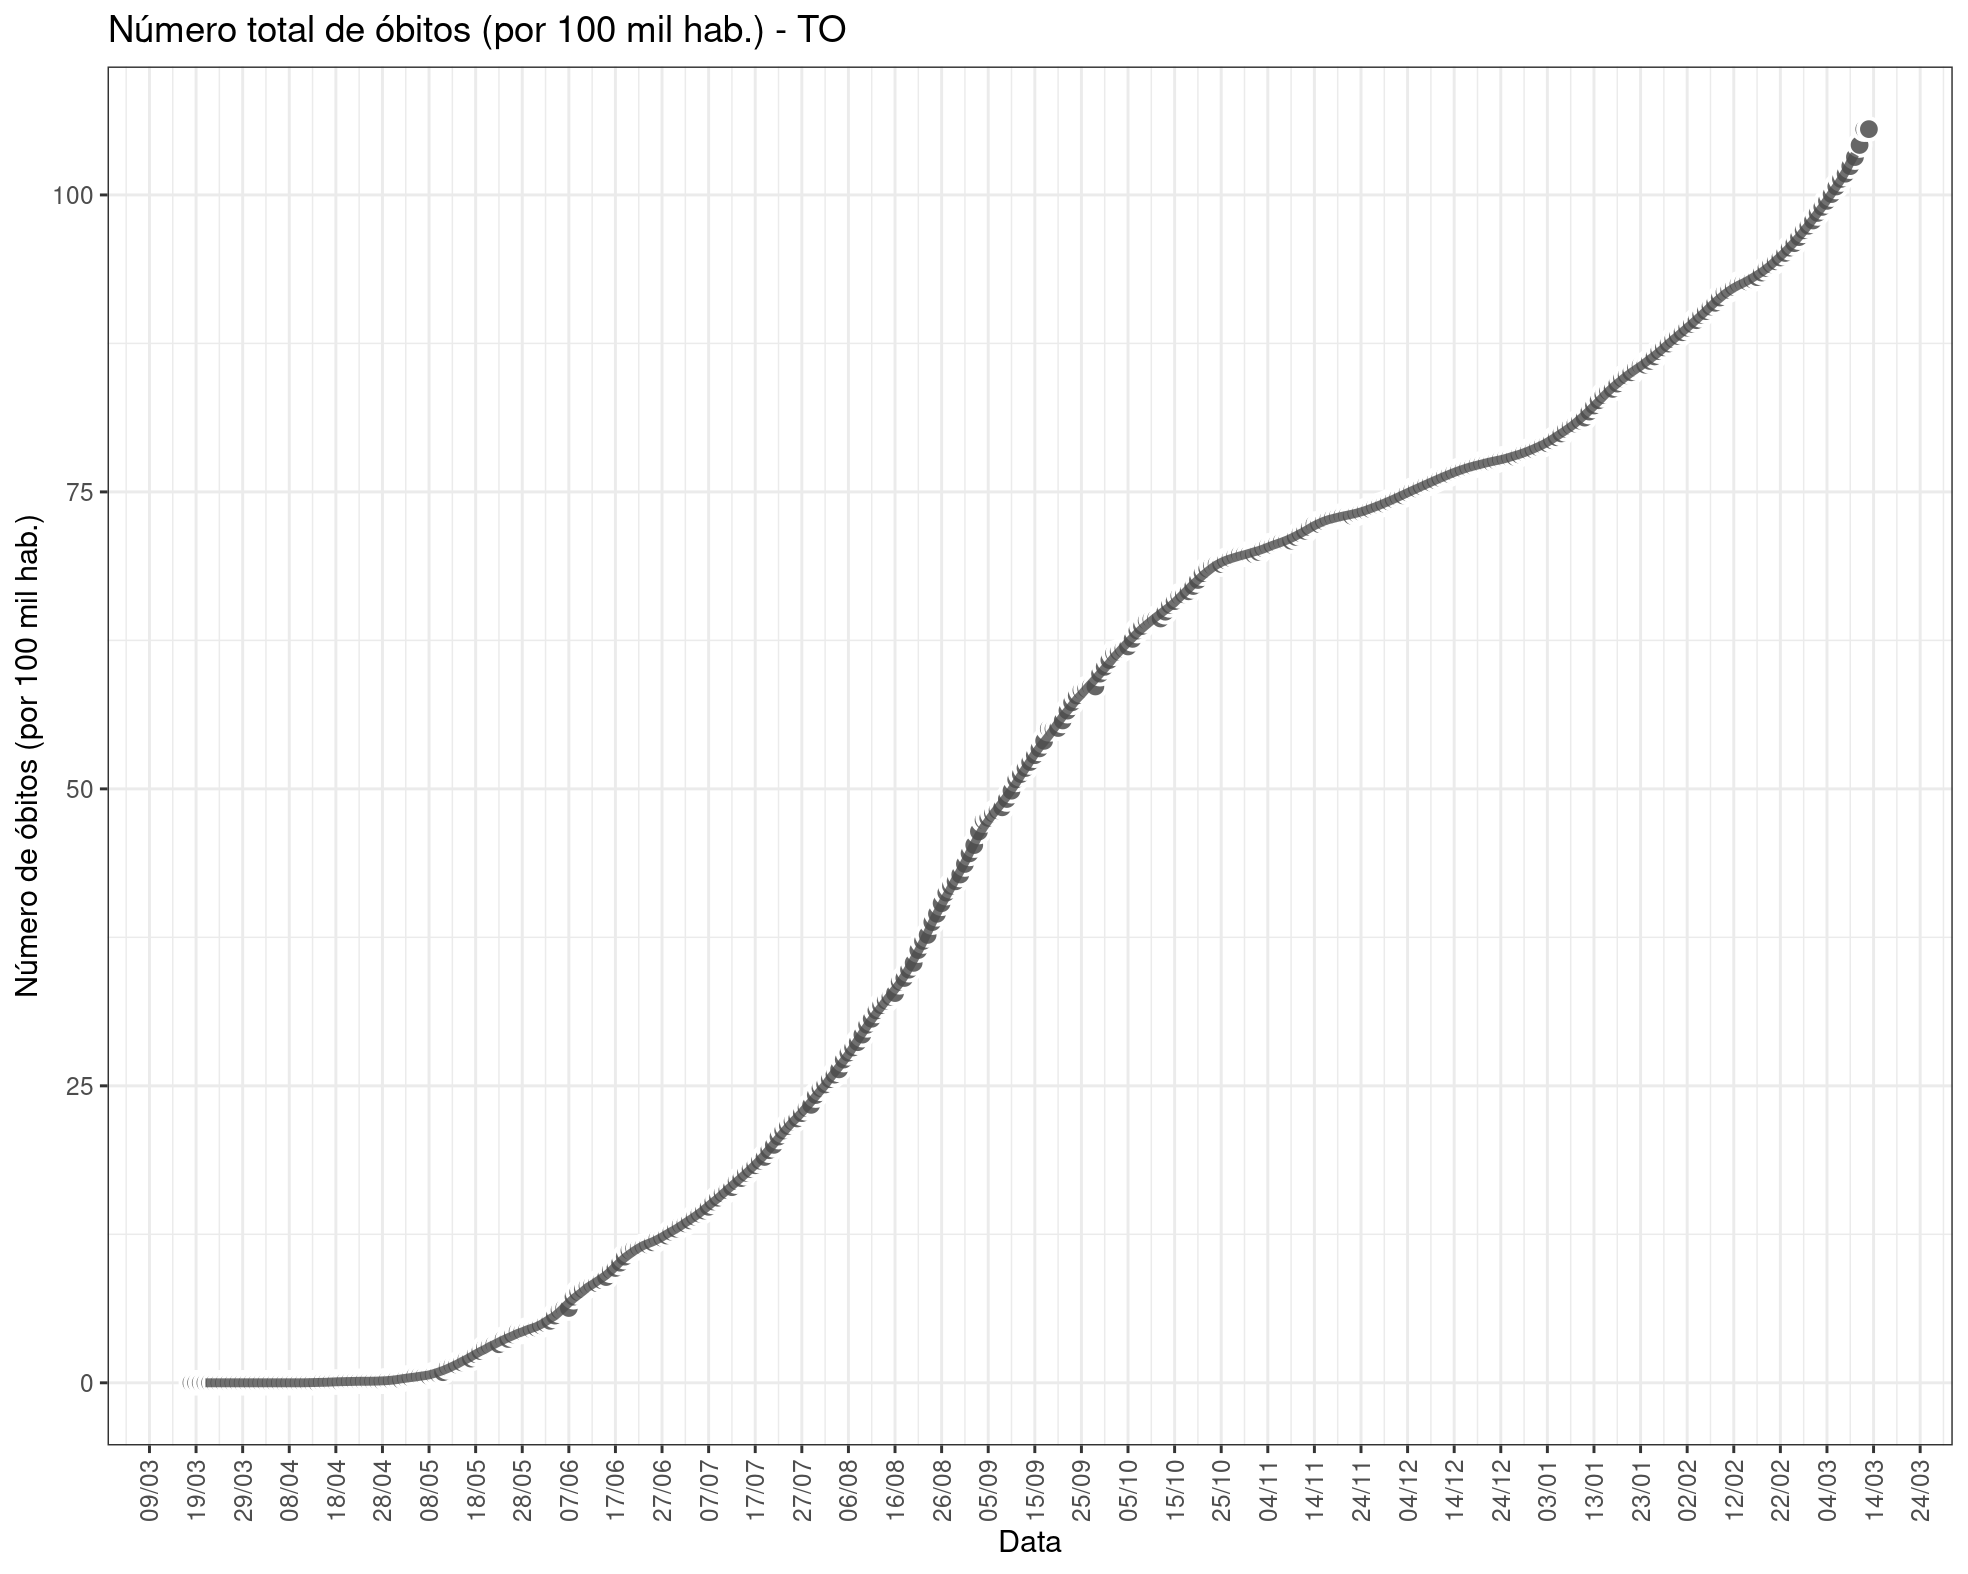 Número total de óbitos (por 100 mil hab.) - TO
Número de óbitos (por 100 mil hab.)
100
75
50
25
0
09/03 19/03 29/03 08/04 18/04 28/04 08/05 18/05 28/05 07/06 17/06 27/06 07/07 17/07 27/07 06/08 16/08 26/08 05/09 15/09 25/09 05/10 15/10 25/10 04/11 14/11 24/11 04/12 14/12 24/12 03/01 13/01 23/01 02/02 12/02 22/02 04/03 14/03 24/03
Data